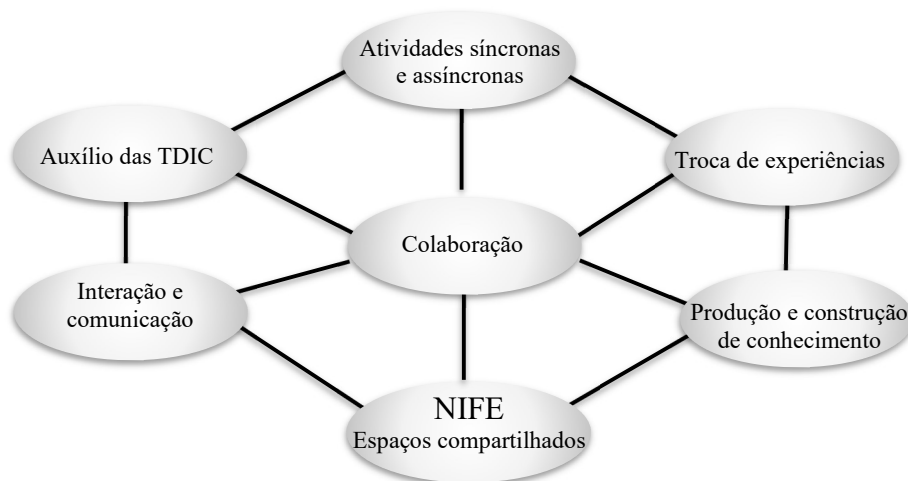 Atividades síncronas
e assíncronas
Auxílio das TDIC
Troca de experiências
Colaboração
Interação e
comunicação
Produção e construção
de conhecimento
NIFE
Espaços compartilhados